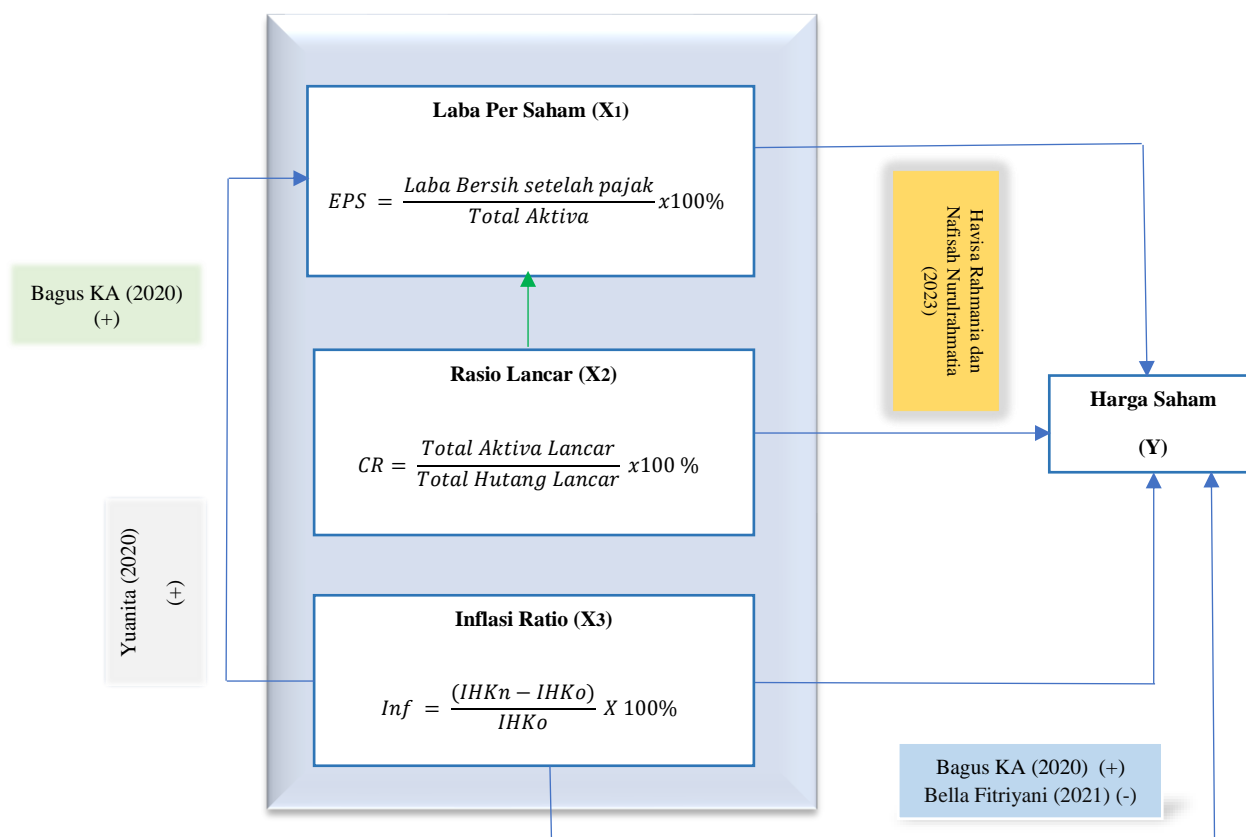 Laba Per Saham (X1)
EPS = Laba Bersih setelah pajak / Total Aktiva x100%
Bagus KA (2020)
(+)
Havisa Rahmania dan
Nafisah Nurulrahmatia
(2023)
Rasio Lancar (X2)
CR = Total Aktiva Lancar / Total Hutang Lancar x100 %
Harga Saham
(Y)
Yuanita (2020)
(+)
Inflasi Ratio (X3)
Inf = (IHKn − IHKo) / IHKo X 100%
Bagus KA (2020) (+)
Bella Fitriyani (2021) (-)